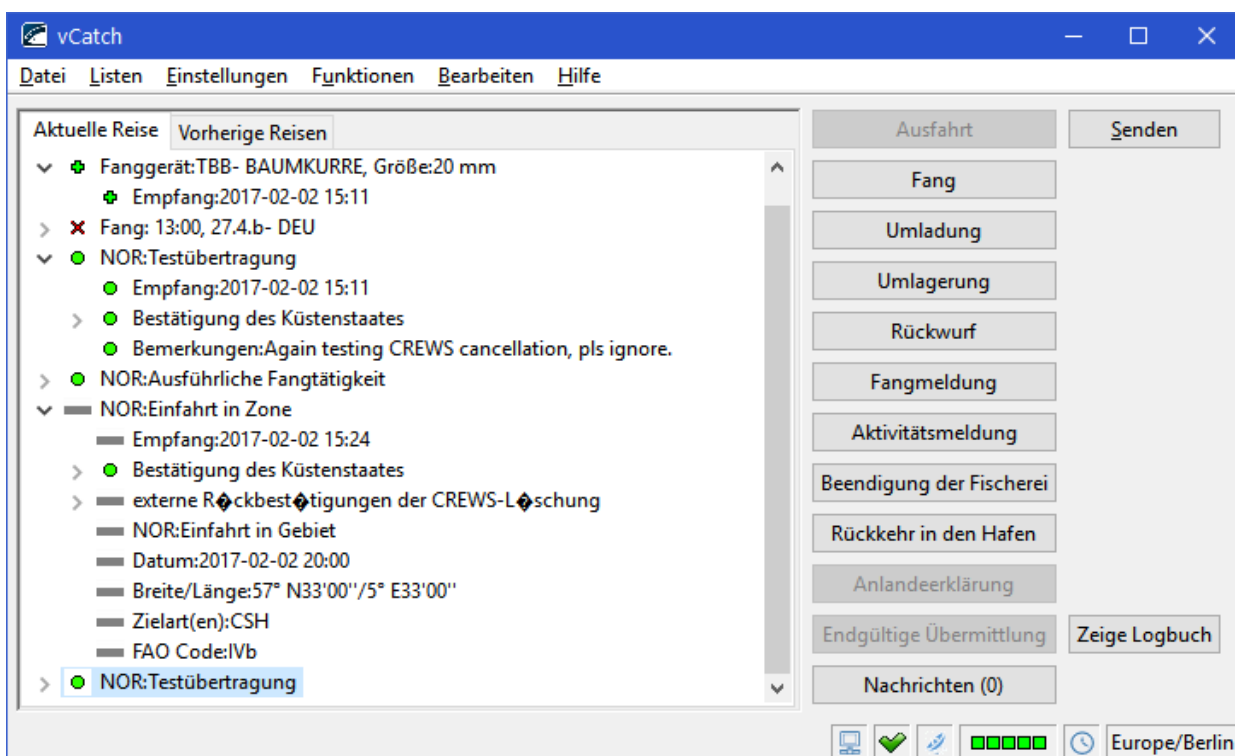 vCatch
Datei Listen Einstellungen Funktionen Bearbeiten Hilfe
Aktuelle Reise Vorherige Reisen
Fanggerät:TBB- BAUMKURRE, Größe:20 mm
Empfang:2017-02-02 15:11
Fang: 13:00, 27.4.b- DEU
NOR:Testübertragung
Empfang:2017-02-02 15:11
Bestätigung des Küstenstaates
Bemerkungen:Again testing CREWS cancellation, pls ignore.
NOR:Ausführliche Fangtätigkeit
NOR:Einfahrt in Zone
Empfang:2017-02-02 15:24
Bestätigung des Küstenstaates
externe R�ckbest�tigungen der CREWS-L�schung
NOR:Einfahrt in Gebiet
Datum:2017-02-02 20:00
Breite/Länge:57° N33'00''/5° E33'00''
Zielart(en):CSH
FAO Code:IVb
NOR:Testübertragung
Ausfahrt
Fang
Umladung
Umlagerung
Rückwurf
Fangmeldung
Aktivitätsmeldung
Beendigung der Fischerei
Rückkehr in den Hafen
Anlandeerklärung
Endgültige Übermittlung
Nachrichten (0)
Senden
Zeige Logbuch
Europe/Berlin